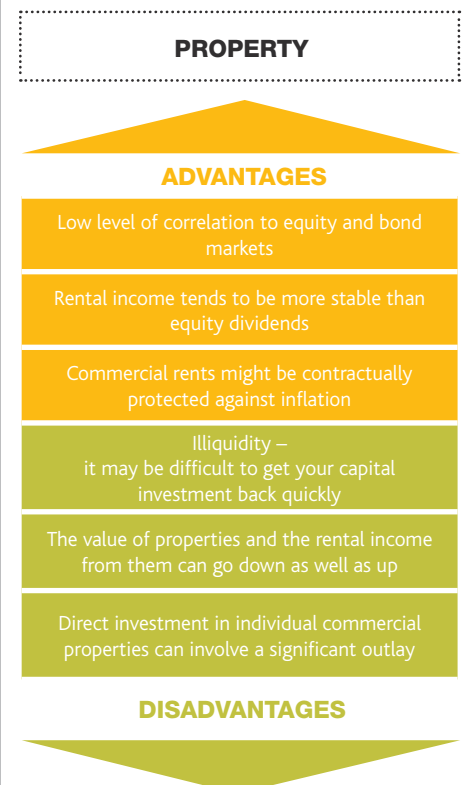 PROPERTY
ADVANTAGES
Low level of correlation to equity and bond
markets
Rental income tends to be more stable than
equity dividends
Commercial rents might be contractually
protected against inflation
Illiquidity –
it may be difficult to get your capital
investment back quickly
The value of properties and the rental income
from them can go down as well as up
Direct investment in individual commercial
properties can involve a significant outlay
DISADVANTAGES